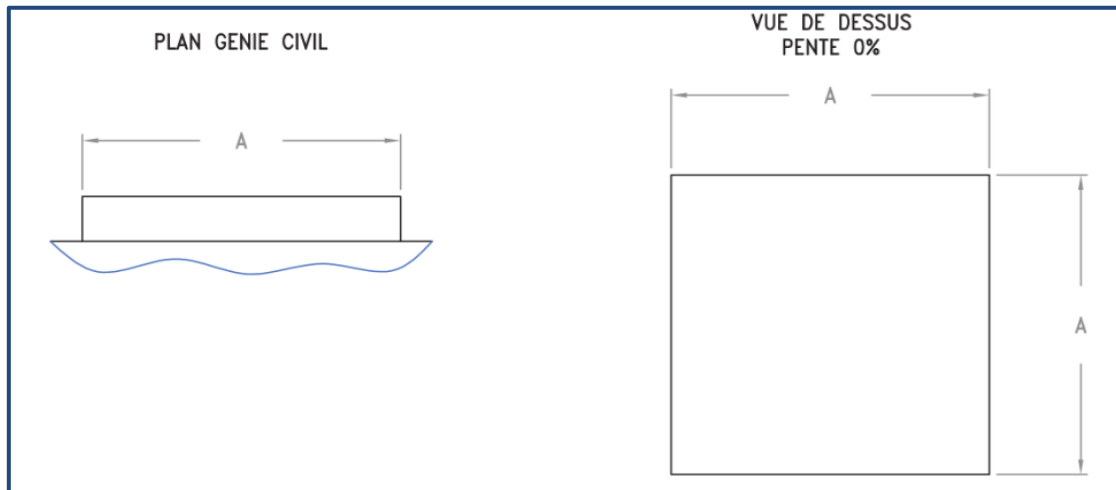 PLAN GENIE CIVIL
A
VUE DE DESSUS
PENTE 0%
A
A